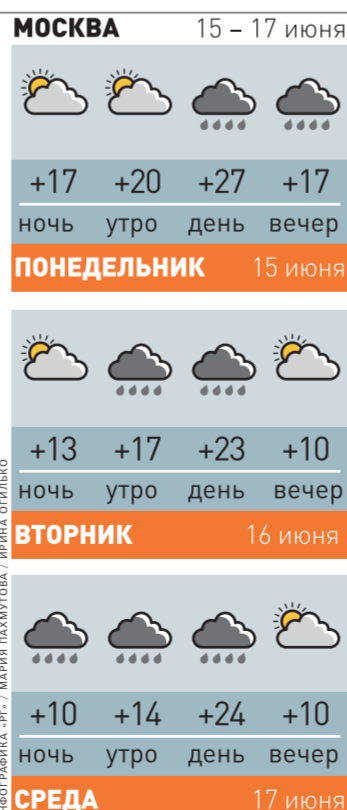 МОСКВА 15 – 17 июня
+17 +20 +27 +17
ночь утро день вечер
ПОНЕДЕЛЬНИК 15 июня
+13 +17 +23 +10
ночь утро день вечер
ВТОРНИК 16 июня
+10 +14 +24 +10
ночь утро день вечер
СРЕДА 17 июня
НФОГРАФИКА «РГ» / МАРИЯ ПАХМУТОВА / ИРИНА ОГИЛЬКО